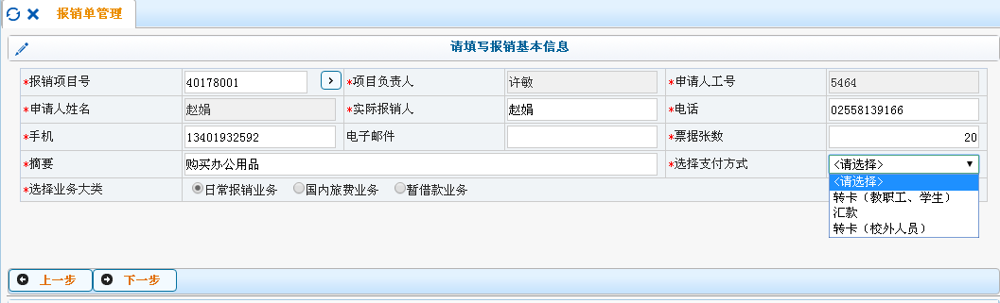 报销单管理
请填写报销基本信息
*报销项目号 40178001 *项目负责人 许敏 *申请人工号 5464
*申请人姓名 赵娟 *实际报销人 赵娟 *电话 02558139166
*手机 13401932592 电子邮件 *票据张数 20
*摘要 购买办公用品 *选择支付方式 <请选择>
*选择业务大类 日常报销业务 国内旅费业务 暂借款业务
<请选择>
转卡（教职工、学生）
汇款
转卡（校外人员）
上一步 下一步